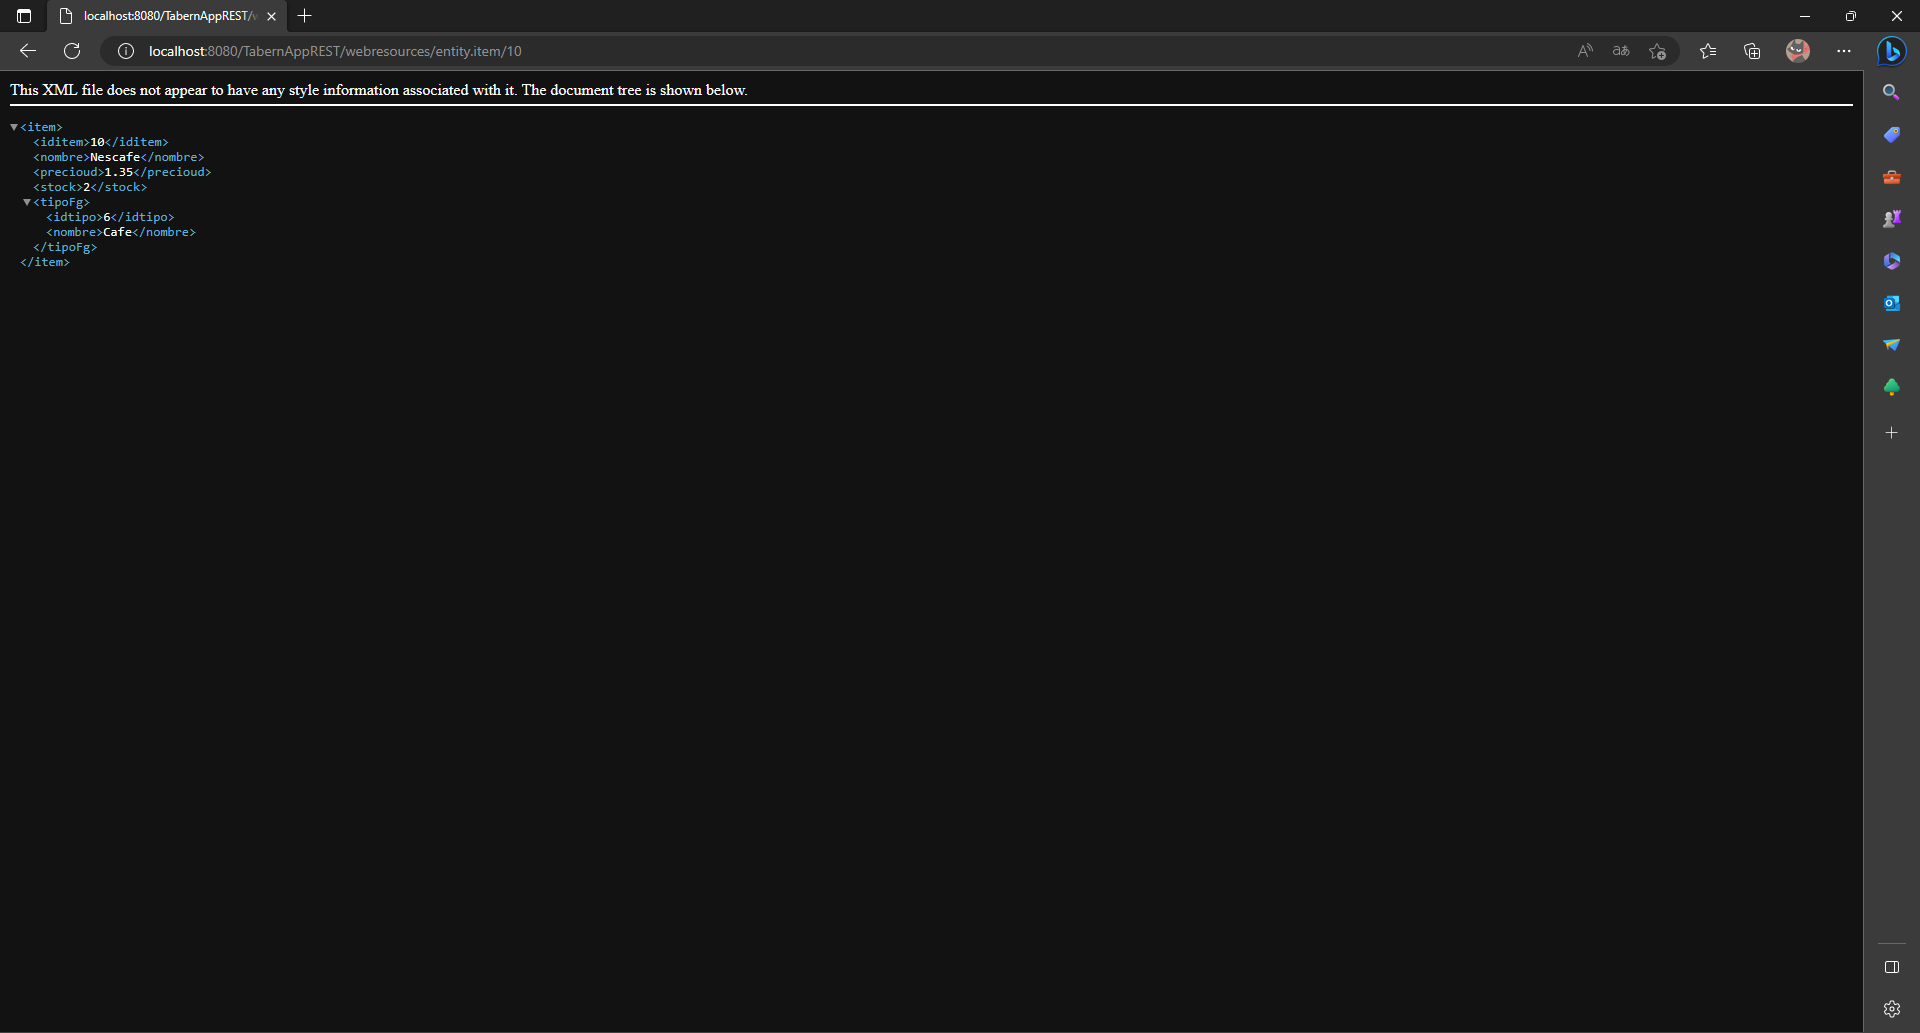 localhost:8080/TabernAppREST/w
localhost:8080/TabernAppREST/webresources/entity.item/10
This XML file does not appear to have any style information associated with it. The document tree is shown below.
▼<item>
<iditem>10</iditem>
<nombre>Nescafe</nombre>
<precioud>1.35</precioud>
<stock>2</stock>
▼<tipoFg>
<idtipo>6</idtipo>
<nombre>Cafe</nombre>
</tipoFg>
</item>